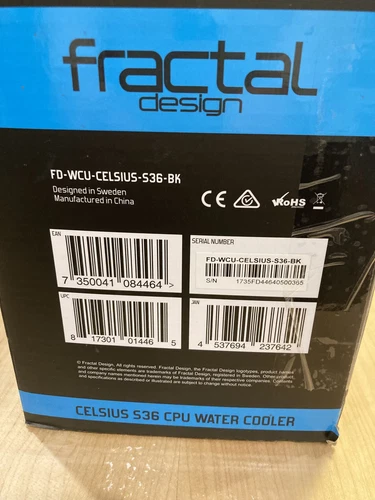 fractal
design
FD-WCU-CELSIUS-S36-BK
Designed in Sweden
Manufactured in China
CE
RoHS
EAN
7 350041 084464 >
SERIAL NUMBER
FD-WCU-CELSIUS-S36-BK
S/N 1735FD44640500365
UPC
8 17301 01446 5
JAN
4 537694 237642
© Fractal Design. All rights reserved. Fractal Design, the Fractal Design logotypes, product names
and other specific elements are trademarks of Fractal Design, registered in Sweden. Other product
and company names mentioned herein may be trademarks of their respective companies. Contents
and specifications as described or illustrated are subject to change without notice.
CELSIUS S36 CPU WATER COOLER